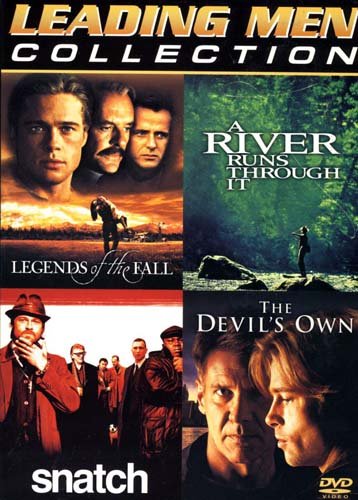 LEADING MEN
COLLECTION
LEGENDS of the FALL
A
RIVER
RUNS
THROUGH
IT
snatch
THE
DEVIL'S OWN
DVD
VIDEO